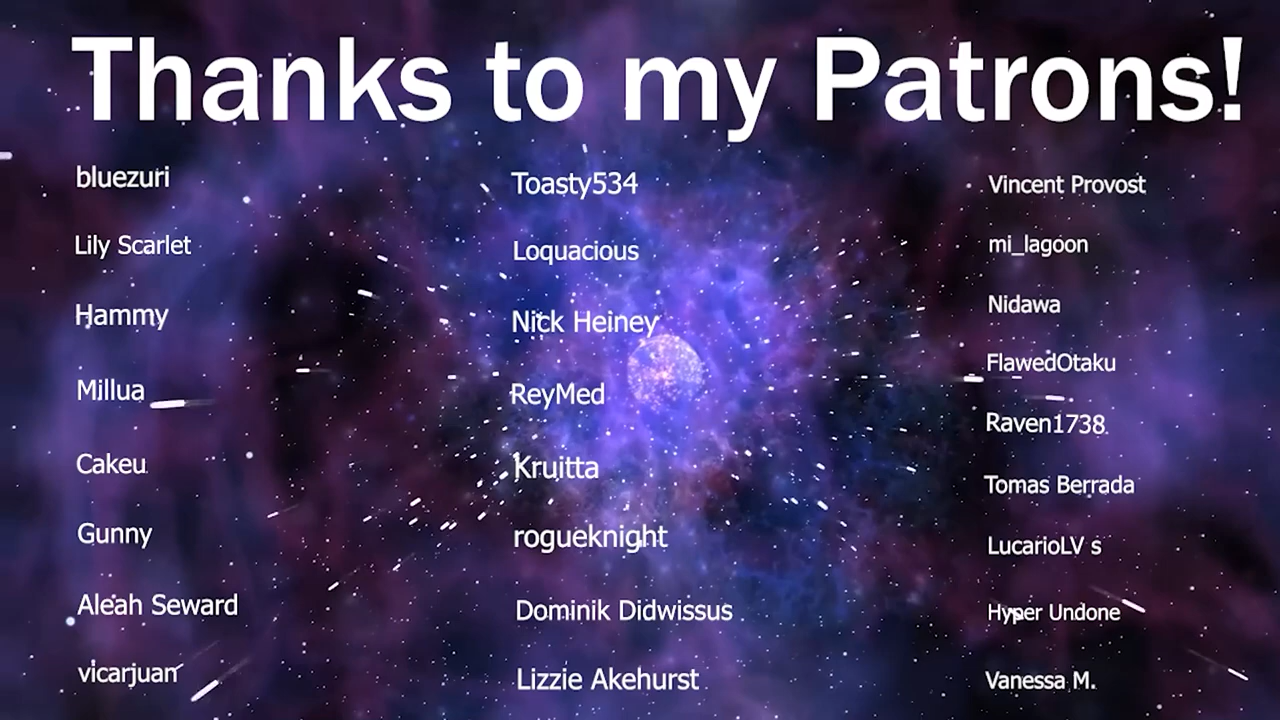 Thanks to my Patrons!
bluezuri
Lily Scarlet
Hammy
Millua
Cakeu
Gunny
Aleah Seward
vicarjuan
Toasty534
Loquacious
Nick Heiney
ReyMed
Kruitta
rogueknight
Dominik Didwissus
Lizzie Akehurst
Vincent Provost
mi_lagoon
Nidawa
FlawedOtaku
Raven1738
Tomas Berrada
LucarioLV s
Hyper Undone
Vanessa M.